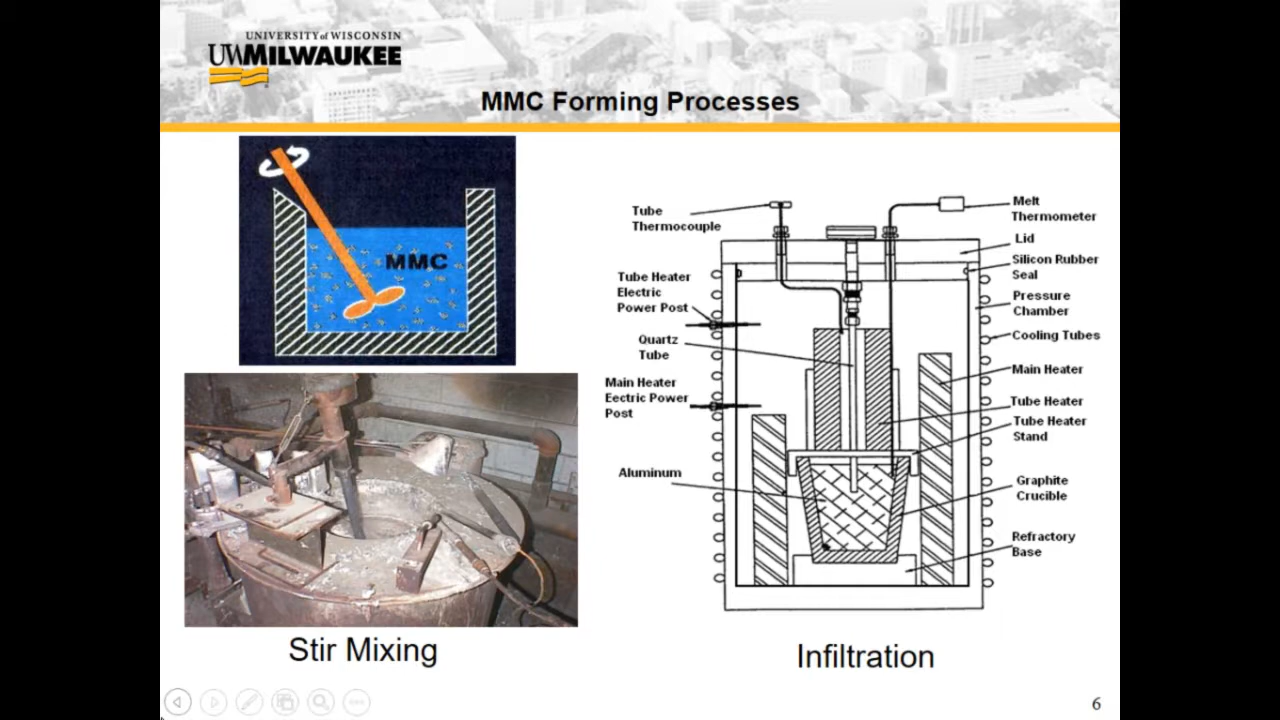 UNIVERSITY of WISCONSIN
UWMILWAUKEE
MMC Forming Processes
MMC
Stir Mixing
Tube
Thermocouple
Tube Heater
Electric
Power Post
Quartz
Tube
Main Heater
Eectric Power
Post
Aluminum
Melt
Thermometer
Lid
Silicon Rubber
Seal
Pressure
Chamber
Cooling Tubes
Main Heater
Tube Heater
Tube Heater
Stand
Graphite
Crucible
Refractory
Base
Infiltration
6